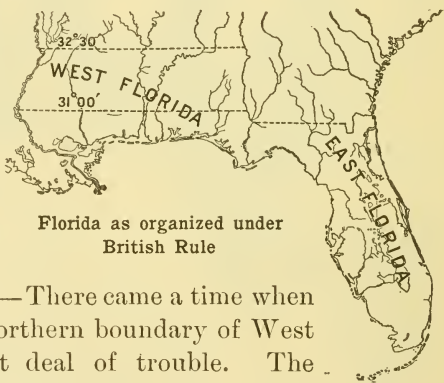 32°30'
WEST FLORIDA
31°00'
EAST FLORIDA
Florida as organized under
British Rule
—There came a time when
orthern boundary of West
t deal of trouble. The